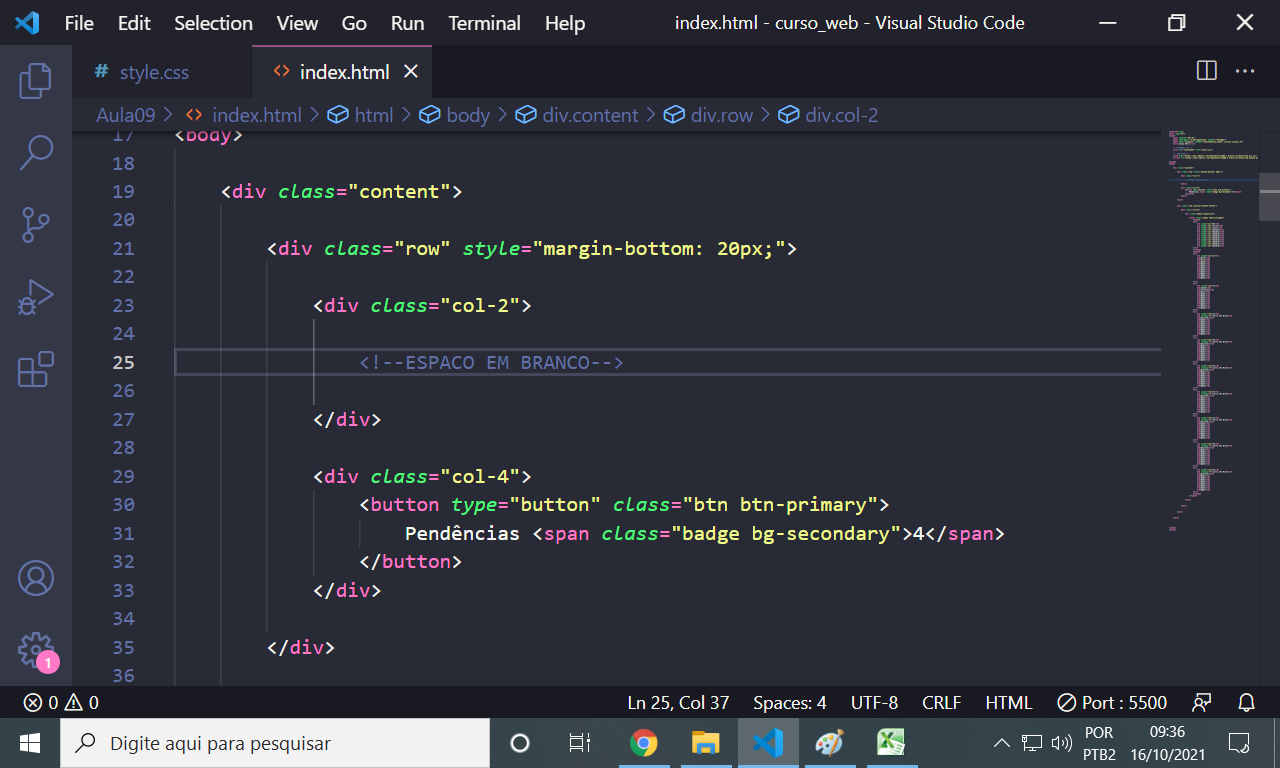 File Edit Selection View Go Run Terminal Help index.html - curso_web - Visual Studio Code
# style.css <> index.html
Aula09 > <> index.html > html > body > div.content > div.row > div.col-2
17 <body>
18
19 <div class="content">
20
21 <div class="row" style="margin-bottom: 20px;">
22
23 <div class="col-2">
24
25 <!--ESPACO EM BRANCO-->
26
27 </div>
28
29 <div class="col-4">
30 <button type="button" class="btn btn-primary">
31 Pendências <span class="badge bg-secondary">4</span>
32 </button>
33 </div>
34
35 </div>
36
1
0 0 Ln 25, Col 37 Spaces: 4 UTF-8 CRLF HTML Port : 5500
Digite aqui para pesquisar
POR
PTB2
09:36
16/10/2021